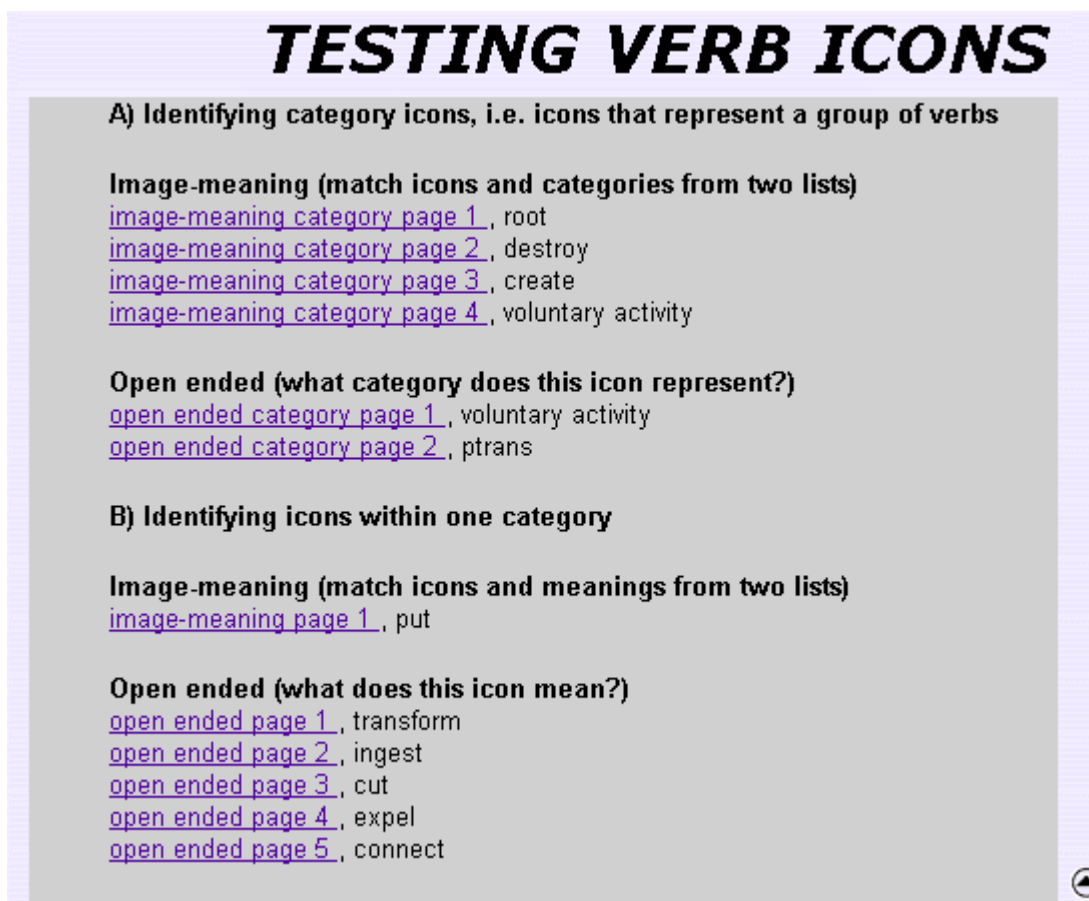 TESTING VERB ICONS
A) Identifying category icons, i.e. icons that represent a group of verbs
Image-meaning (match icons and categories from two lists)
image-meaning category page 1 , root
image-meaning category page 2 , destroy
image-meaning category page 3 , create
image-meaning category page 4 , voluntary activity
Open ended (what category does this icon represent?)
open ended category page 1 , voluntary activity
open ended category page 2 , ptrans
B) Identifying icons within one category
Image-meaning (match icons and meanings from two lists)
image-meaning page 1 , put
Open ended (what does this icon mean?)
open ended page 1 , transform
open ended page 2 , ingest
open ended page 3 , cut
open ended page 4 , expel
open ended page 5 , connect